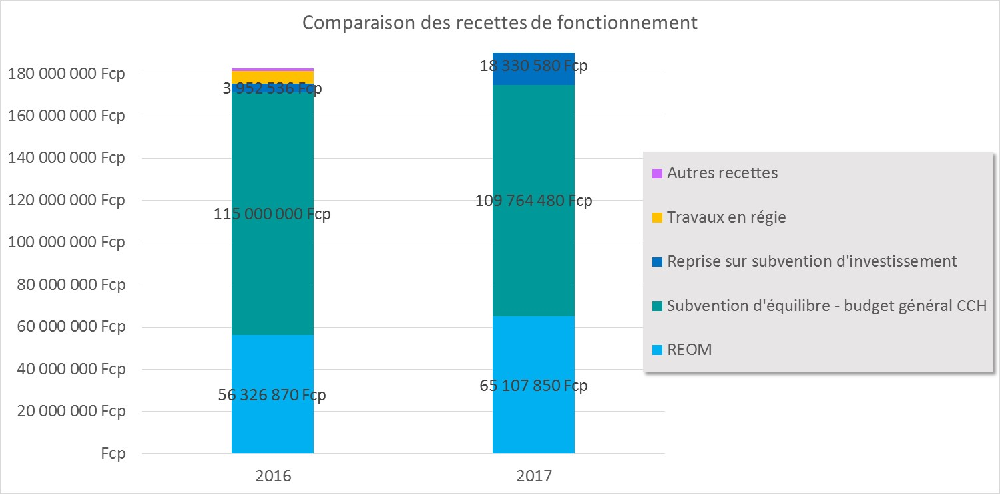 Comparaison des recettes de fonctionnement
180 000 000 Fcp
160 000 000 Fcp
140 000 000 Fcp
120 000 000 Fcp
100 000 000 Fcp
80 000 000 Fcp
60 000 000 Fcp
40 000 000 Fcp
20 000 000 Fcp
Fcp
3 952 536 Fcp
115 000 000 Fcp
56 326 870 Fcp
18 330 580 Fcp
109 764 480 Fcp
65 107 850 Fcp
2016
2017
Autres recettes
Travaux en régie
Reprise sur subvention d'investissement
Subvention d'équilibre - budget général CCH
REOM